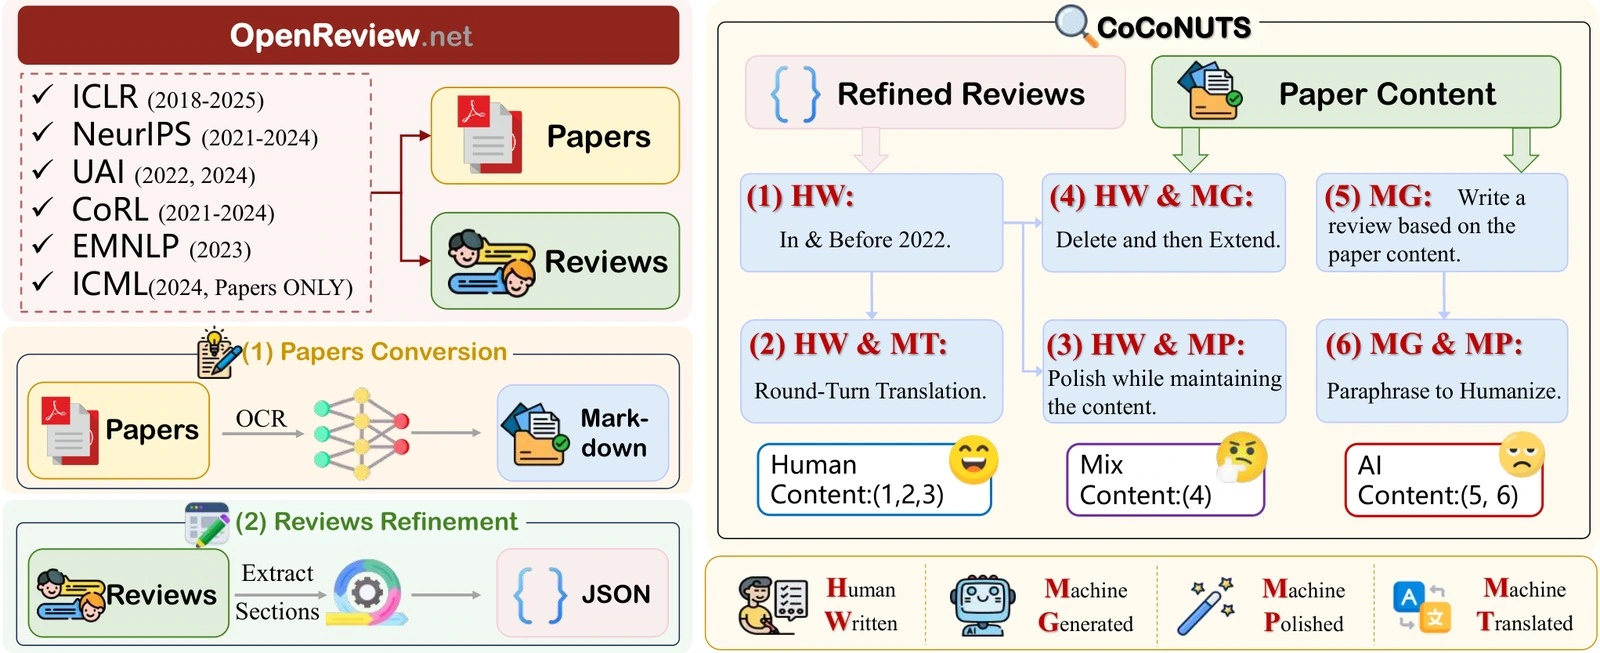 OpenReview.net
✓ ICLR (2018-2025)
✓ NeurIPS (2021-2024)
✓ UAI (2022, 2024)
✓ CoRL (2021-2024)
✓ EMNLP (2023)
✓ ICML(2024, Papers ONLY)
Papers
Reviews
(1) Papers Conversion
Papers
OCR
Mark-
down
(2) Reviews Refinement
Reviews
Extract
Sections
{ }
JSON
CoCoNUTS
{ } Refined Reviews
Paper Content
(1) HW:
In & Before 2022.
(4) HW & MG:
Delete and then Extend.
(5) MG: Write a
review based on the
paper content.
(2) HW & MT:
Round-Turn Translation.
(3) HW & MP:
Polish while maintaining
the content.
(6) MG & MP:
Paraphrase to Humanize.
Human
Content:(1,2,3)
Mix
Content:(4)
AI
Content:(5, 6)
Human
Written
AI
Machine
Generated
Machine
Polished
A
文
Machine
Translated